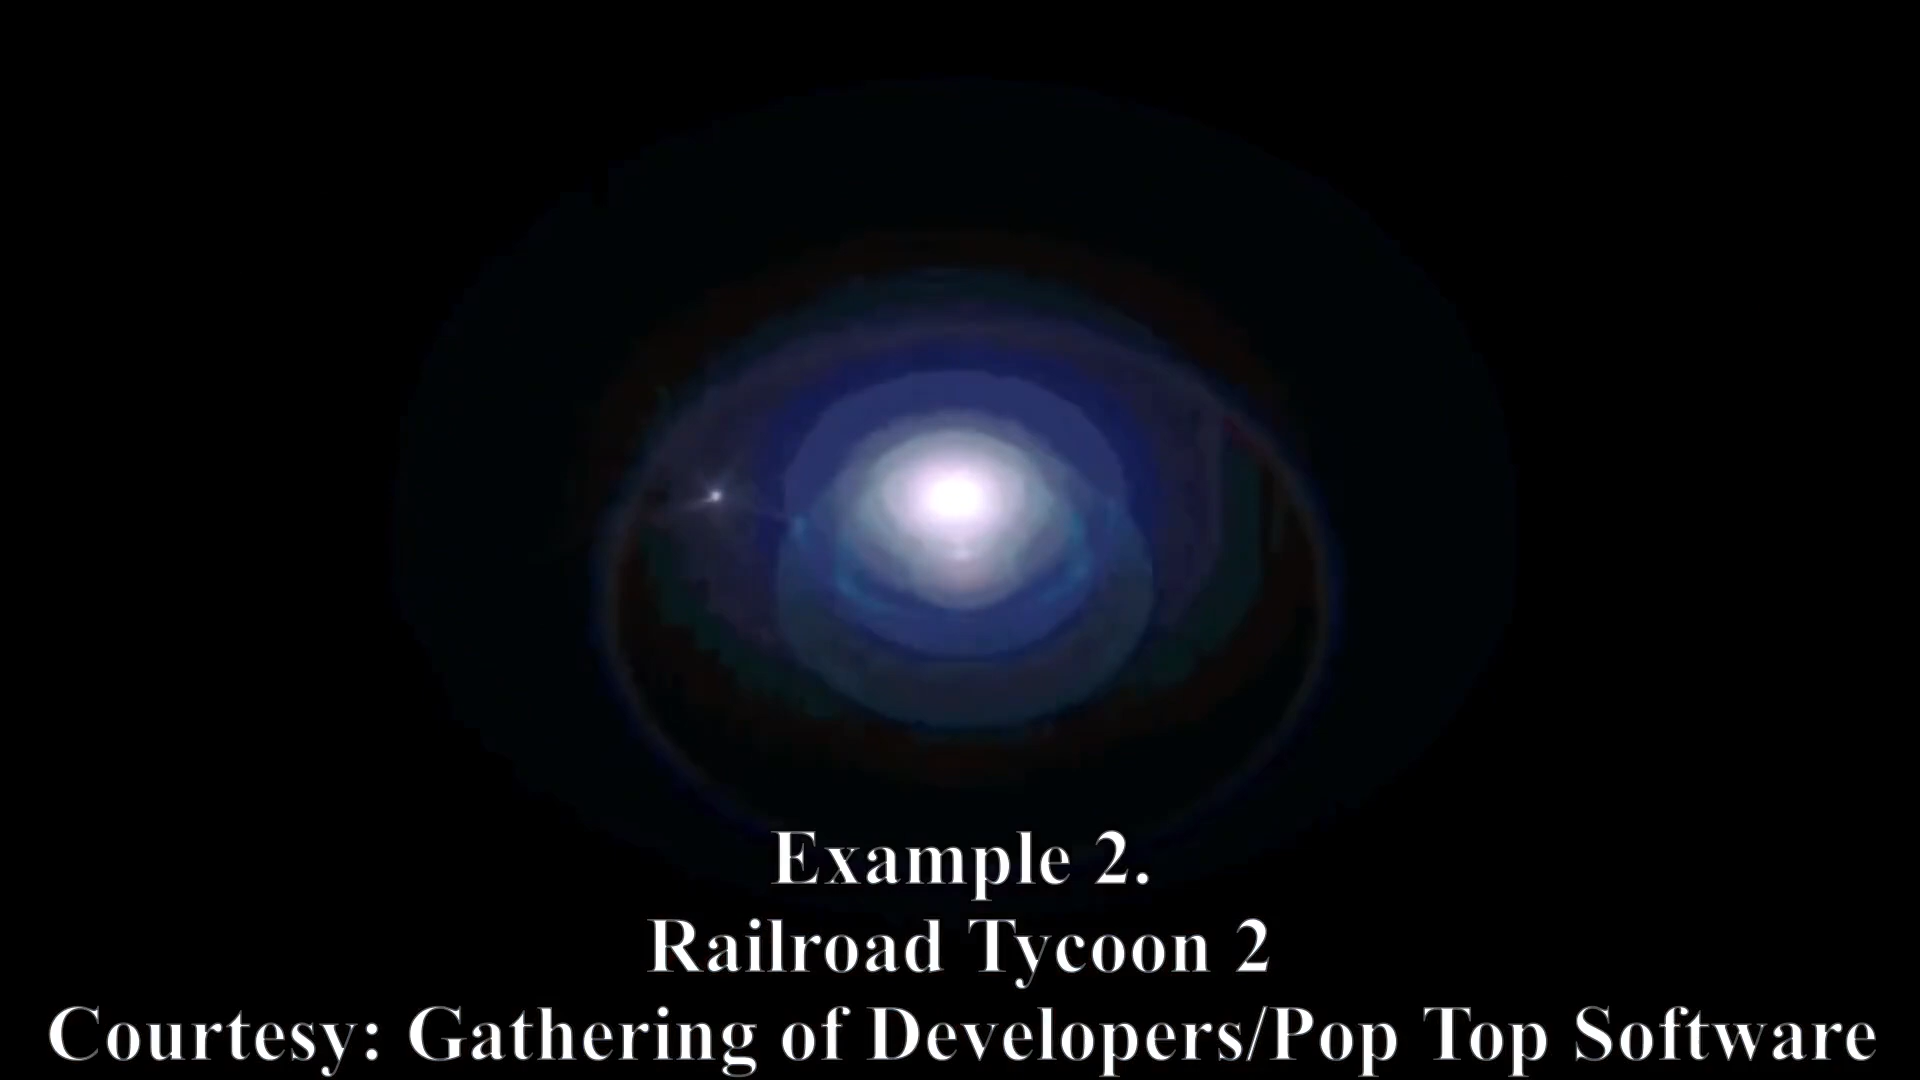 Example 2.
Railroad Tycoon 2
Courtesy: Gathering of Developers/Pop Top Software